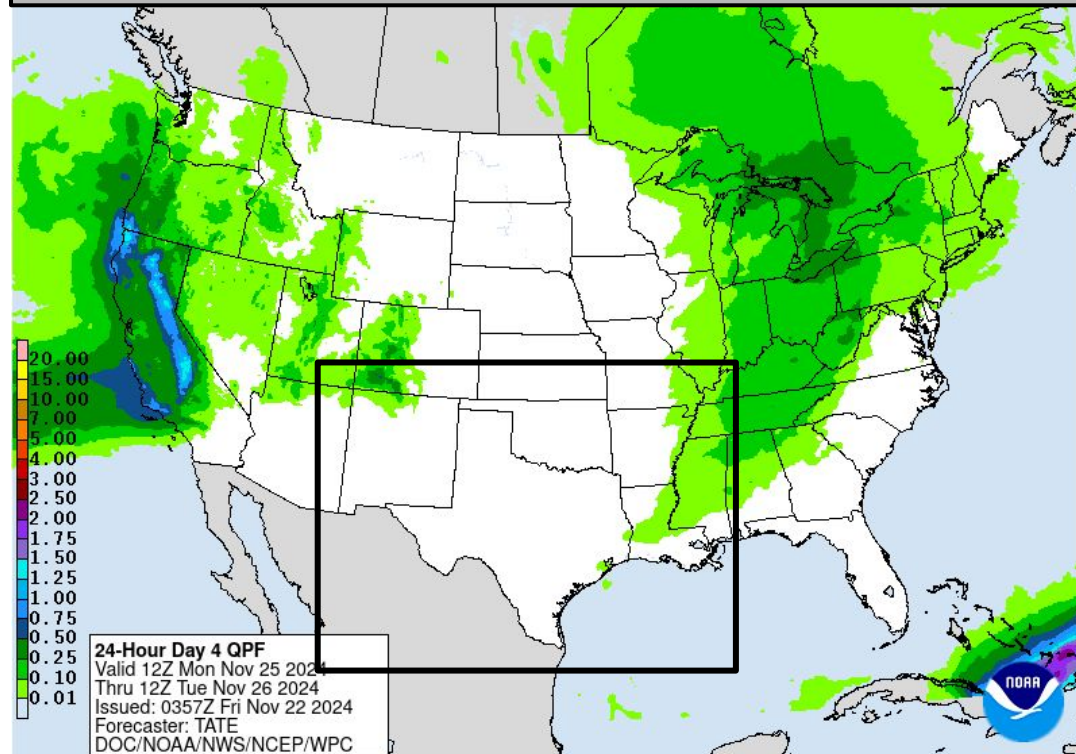 20.00
15.00
10.00
7.00
5.00
4.00
3.00
2.50
2.00
1.75
1.50
1.25
1.00
0.75
0.50
0.25
0.10
0.01
24-Hour Day 4 QPF
Valid 12Z Mon Nov 25 2024
Thru 12Z Tue Nov 26 2024
Issued: 0357Z Fri Nov 22 2024
Forecaster: TATE
DOC/NOAA/NWS/NCEP/WPC
NOAA